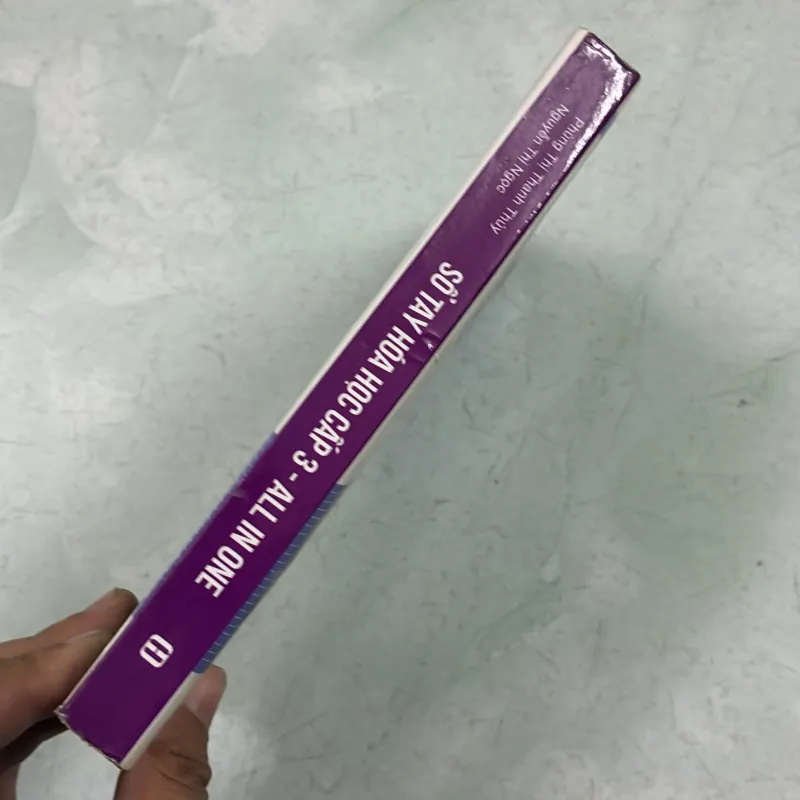 Phùng Thị Thanh Thủy
Nguyễn Thị Ngọc
SỔ TAY HÓA HỌC CẤP 3 - ALL IN ONE